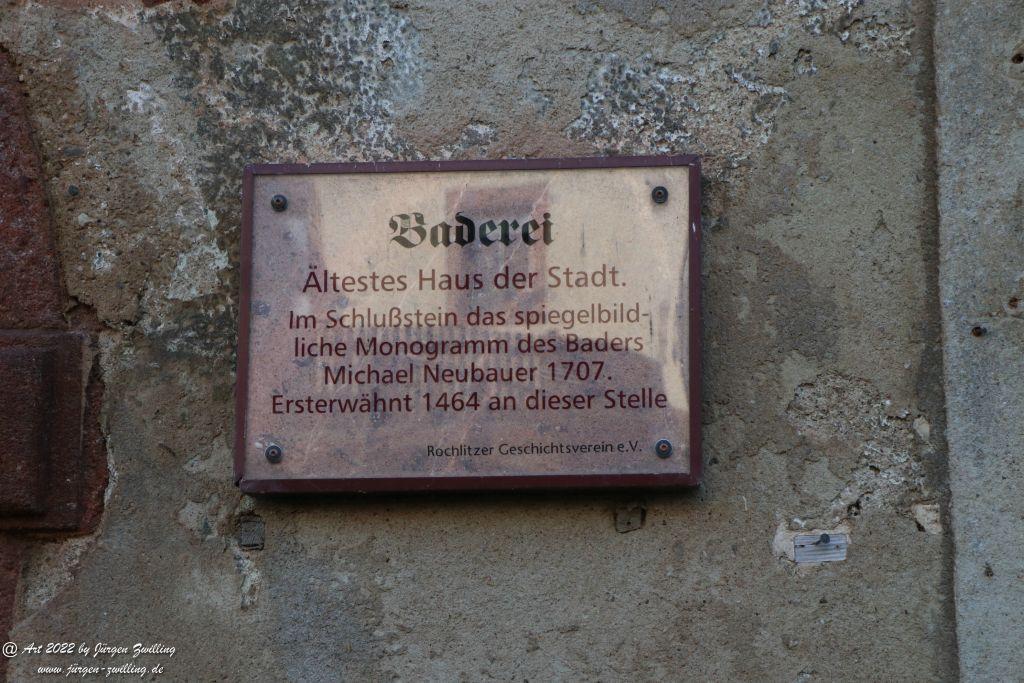 Baderei
Ältestes Haus der Stadt.
Im Schlußstein das spiegelbild-
liche Monogramm des Baders
Michael Neubauer 1707.
Ersterwähnt 1464 an dieser Stelle
Rochlitzer Geschichtsverein e.V.
@ Art 2022 by Jürgen Zwilling
www.jürgen-zwilling.de